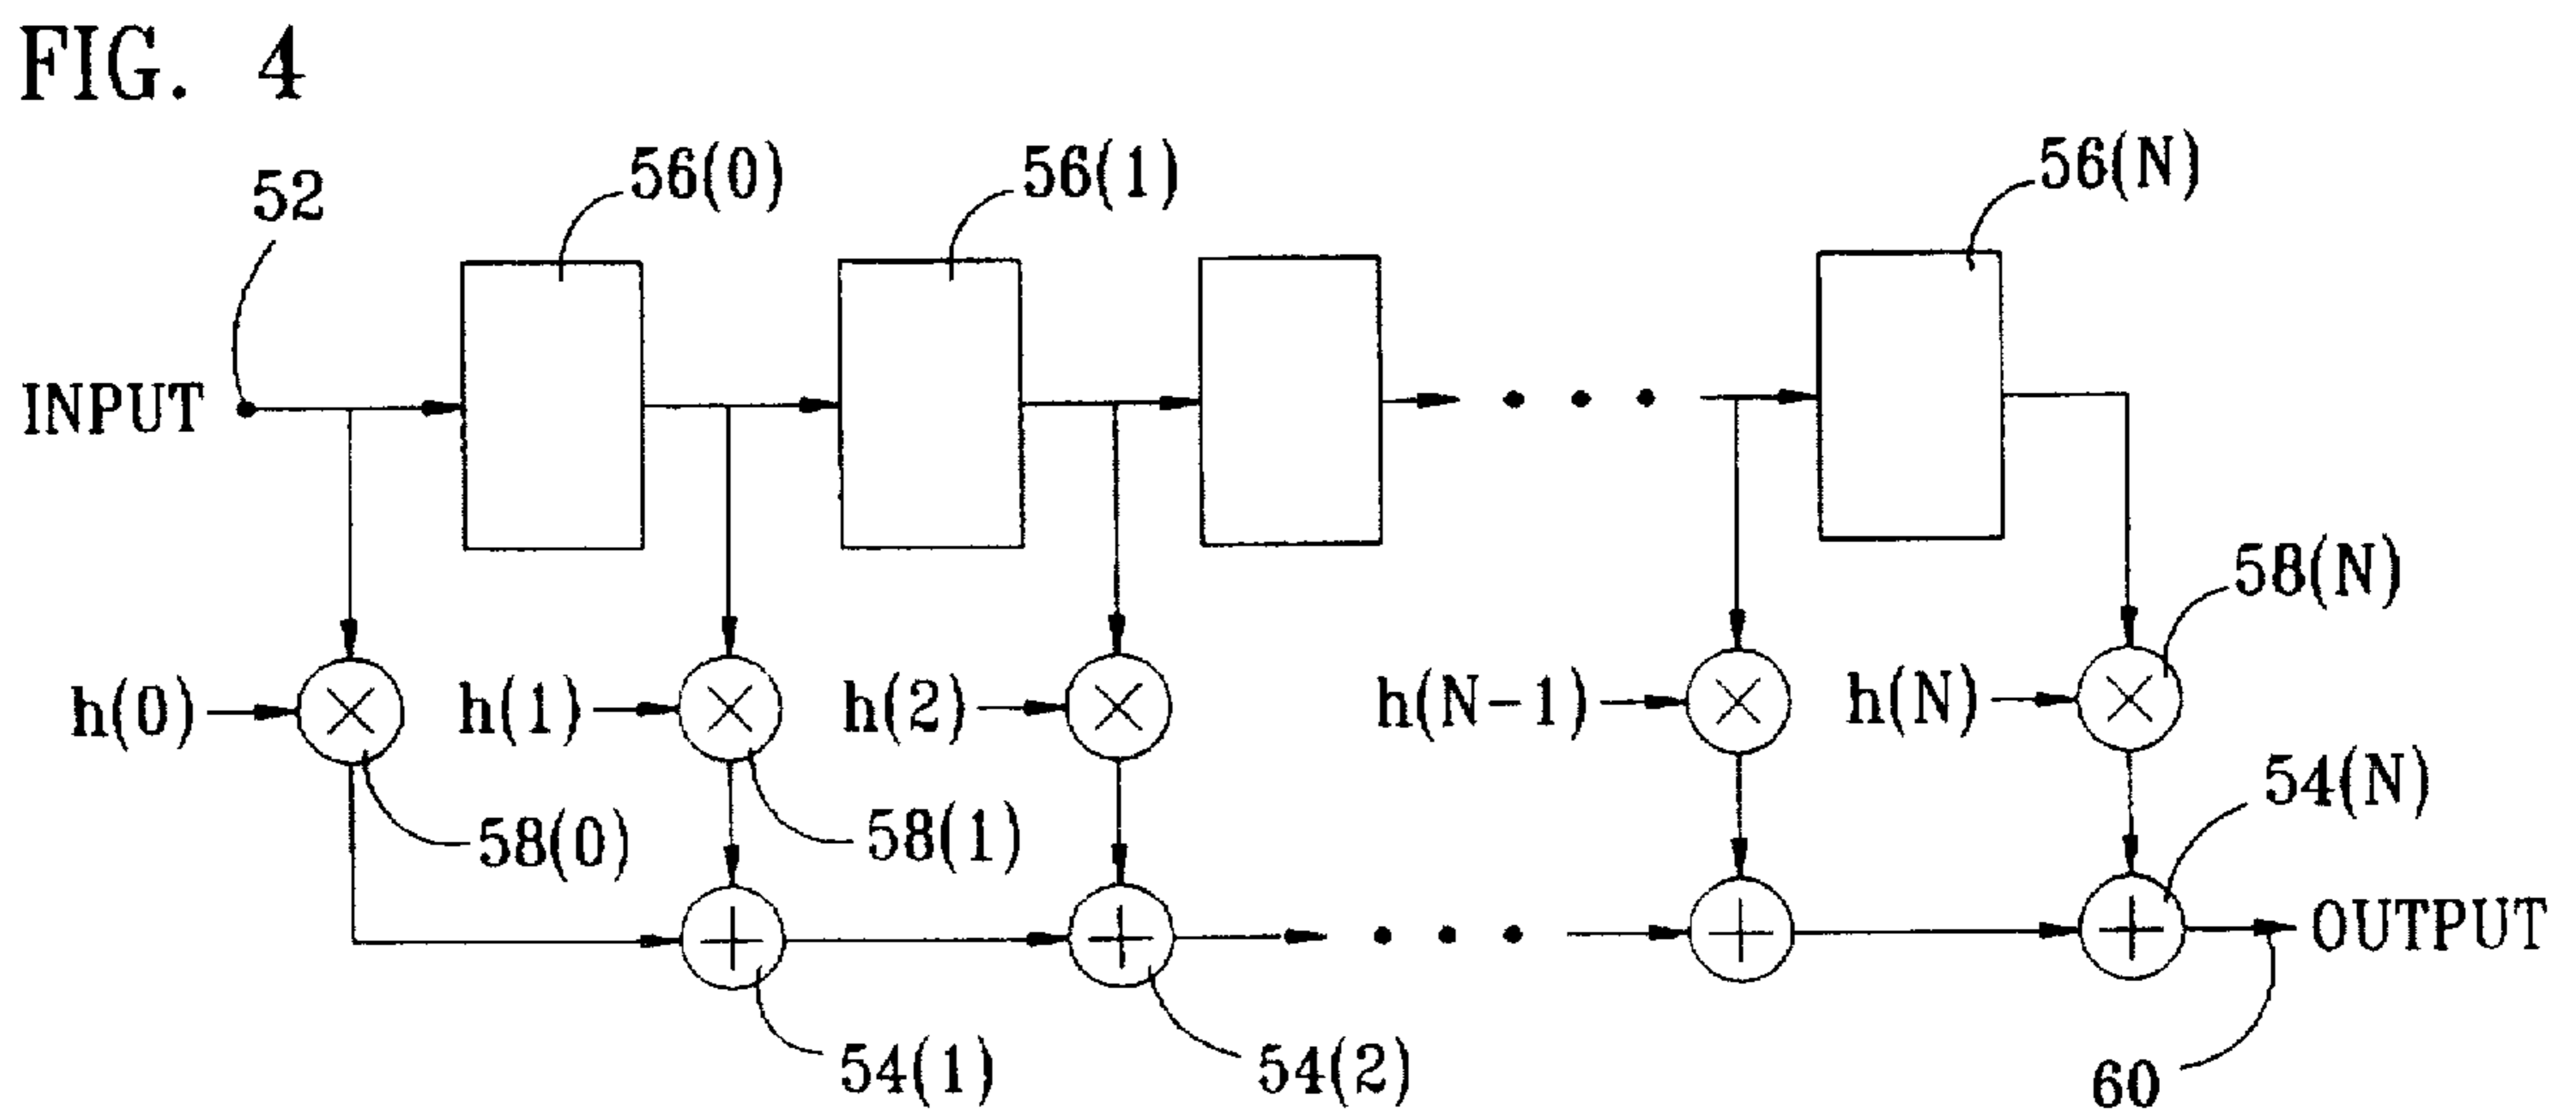 FIG. 4
52
56(0)
56(1)
56(N)
INPUT
58(N)
h(0)
h(1)
h(2)
h(N-1)
h(N)
58(0)
58(1)
54(N)
OUTPUT
54(1)
54(2)
60